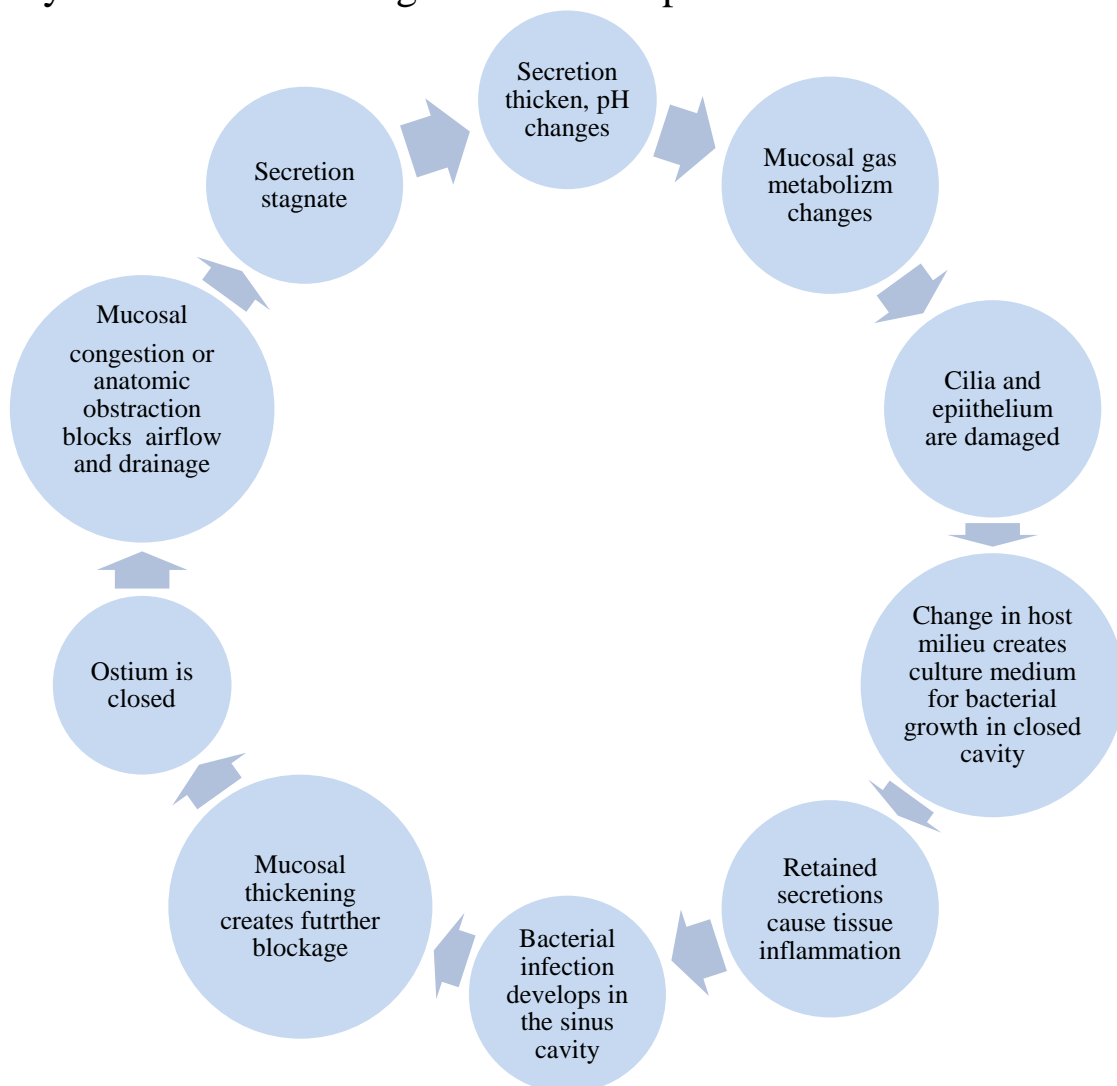 Secretion
thicken, pH
changes
Mucosal gas
metabolizm
changes
Cilia and
epiithelium
are damaged
Change in host
milieu creates
culture medium
for bacterial
growth in closed
cavity
Retained
secretions
cause tissue
inflammation
Bacterial
infection
develops in
the sinus
cavity
Mucosal
thickening
creates futrther
blockage
Ostium is
closed
Mucosal
congestion or
anatomic
obstraction
blocks airflow
and drainage
Secretion
stagnate